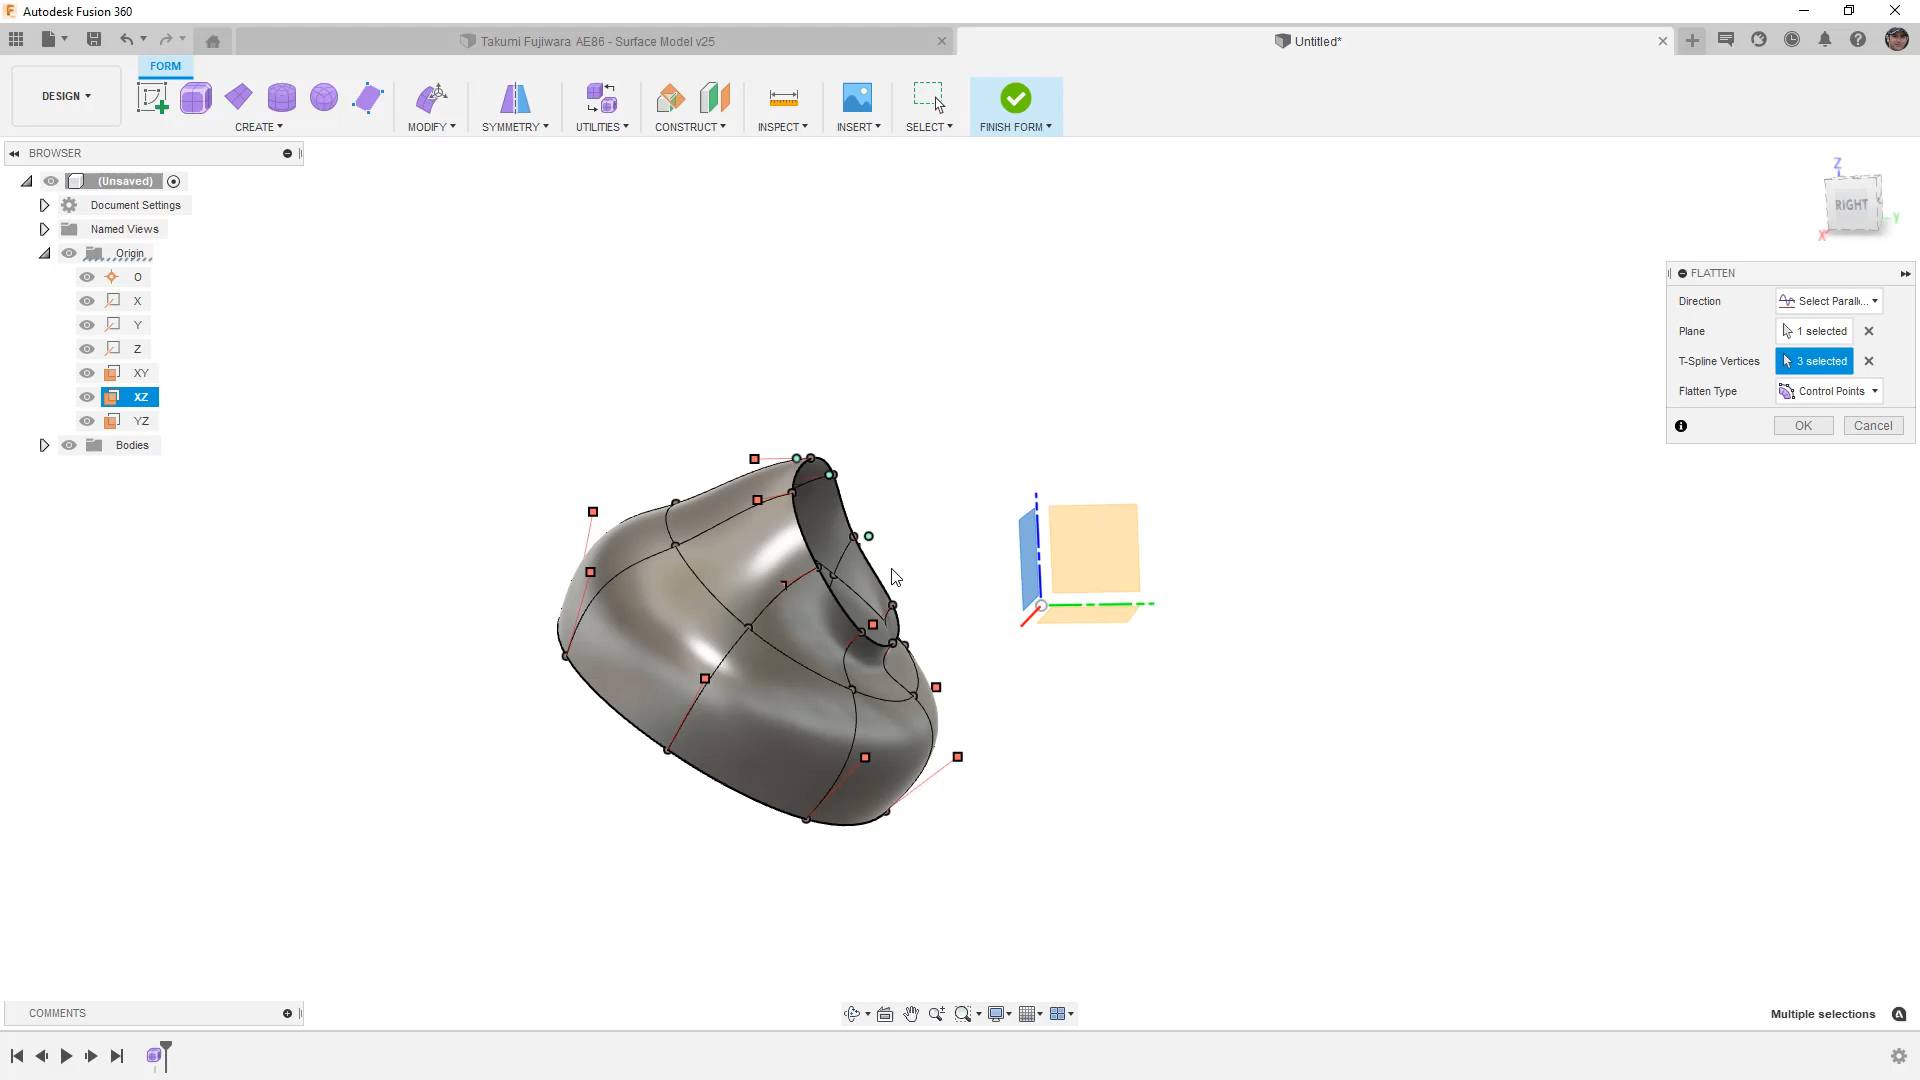 Autodesk Fusion 360
Takumi Fujiwara AE86 - Surface Model v25
Untitled*
FORM
DESIGN
CREATE
MODIFY
SYMMETRY
UTILITIES
CONSTRUCT
INSPECT
INSERT
SELECT
FINISH FORM
BROWSER
(Unsaved)
Document Settings
Named Views
Origin
O
X
Y
Z
XY
XZ
YZ
Bodies
Z
RIGHT
Y
X
FLATTEN
Direction
Select Parall...
Plane
1 selected
T-Spline Vertices
3 selected
Flatten Type
Control Points
OK
Cancel
COMMENTS
Multiple selections